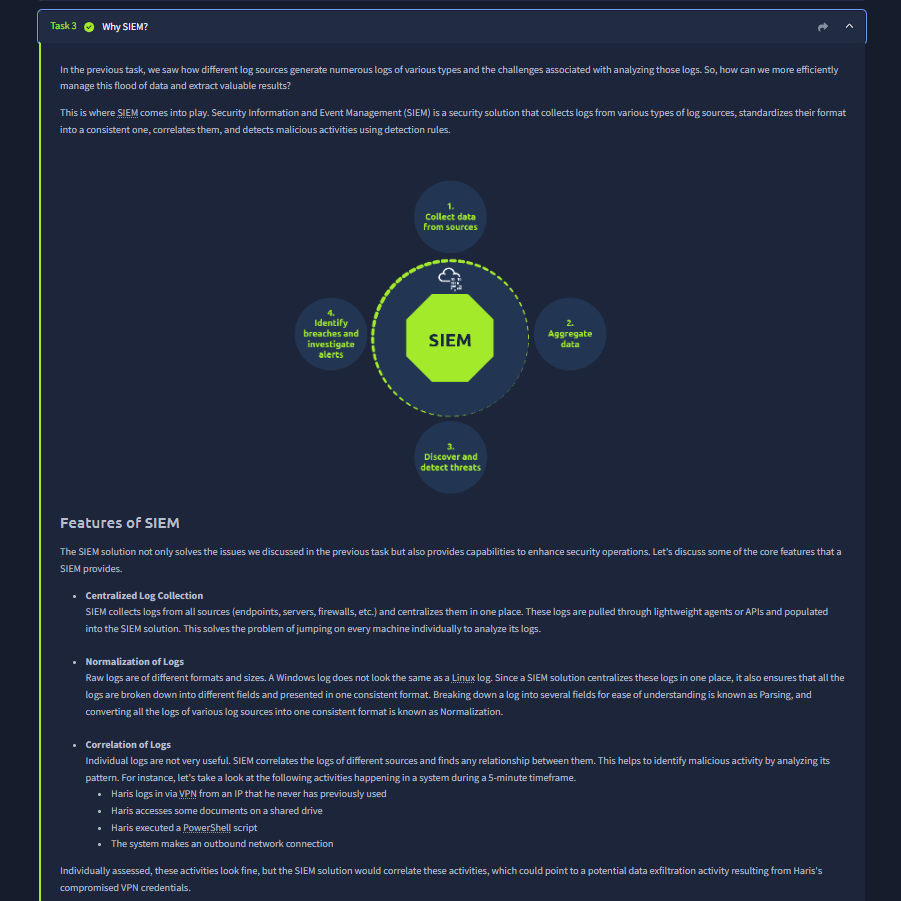 Task 3 Why SIEM?
In the previous task, we saw how different log sources generate numerous logs of various types and the challenges associated with analyzing those logs. So, how can we more efficiently
manage this flood of data and extract valuable results?
This is where SIEM comes into play. Security Information and Event Management (SIEM) is a security solution that collects logs from various types of log sources, standardizes their format
into a consistent one, correlates them, and detects malicious activities using detection rules.
1.
Collect data
from sources
4.
Identify
breaches and
investigate
alerts
SIEM
2.
Aggregate
data
3.
Discover and
detect threats
Features of SIEM
The SIEM solution not only solves the issues we discussed in the previous task but also provides capabilities to enhance security operations. Let's discuss some of the core features that a
SIEM provides.
• Centralized Log Collection
SIEM collects logs from all sources (endpoints, servers, firewalls, etc.) and centralizes them in one place. These logs are pulled through lightweight agents or APIs and populated
into the SIEM solution. This solves the problem of jumping on every machine individually to analyze its logs.
• Normalization of Logs
Raw logs are of different formats and sizes. A Windows log does not look the same as a Linux log. Since a SIEM solution centralizes these logs in one place, it also ensures that all the
logs are broken down into different fields and presented in one consistent format. Breaking down a log into several fields for ease of understanding is known as Parsing, and
converting all the logs of various log sources into one consistent format is known as Normalization.
• Correlation of Logs
Individual logs are not very useful. SIEM correlates the logs of different sources and finds any relationship between them. This helps to identify malicious activity by analyzing its
pattern. For instance, let's take a look at the following activities happening in a system during a 5-minute timeframe.
• Haris logs in via VPN from an IP that he never has previously used
• Haris accesses some documents on a shared drive
• Haris executed a PowerShell script
• The system makes an outbound network connection
Individually assessed, these activities look fine, but the SIEM solution would correlate these activities, which could point to a potential data exfiltration activity resulting from Haris's
compromised VPN credentials.